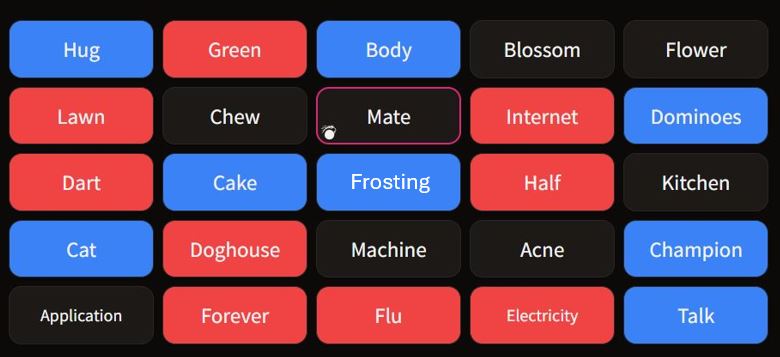 Hug Green Body Blossom Flower
Lawn Chew Mate Internet Dominoes
Dart Cake Frosting Half Kitchen
Cat Doghouse Machine Acne Champion
Application Forever Flu Electricity Talk